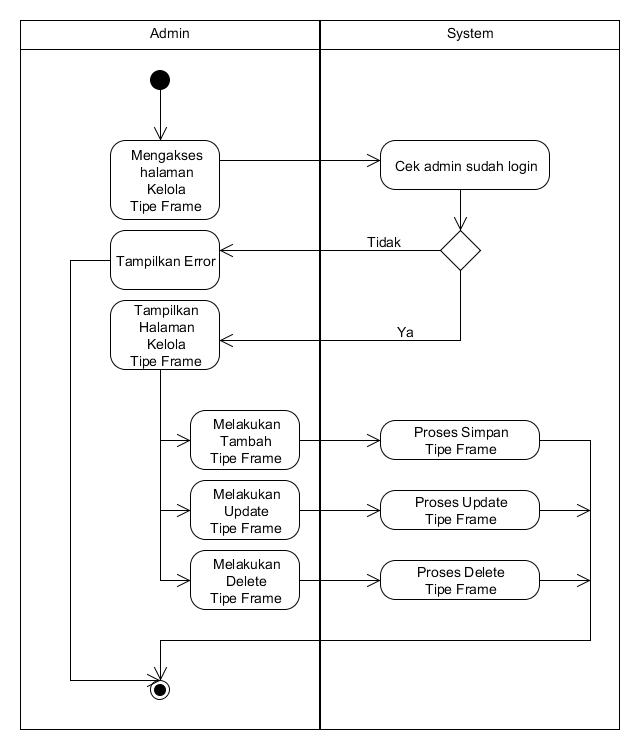 Admin
System
Mengakses
halaman
Kelola
Tipe Frame
Cek admin sudah login
Tidak
Tampilkan Error
Tampilkan
Halaman
Kelola
Tipe Frame
Ya
Melakukan
Tambah
Tipe Frame
Proses Simpan
Tipe Frame
Melakukan
Update
Tipe Frame
Proses Update
Tipe Frame
Melakukan
Delete
Tipe Frame
Proses Delete
Tipe Frame